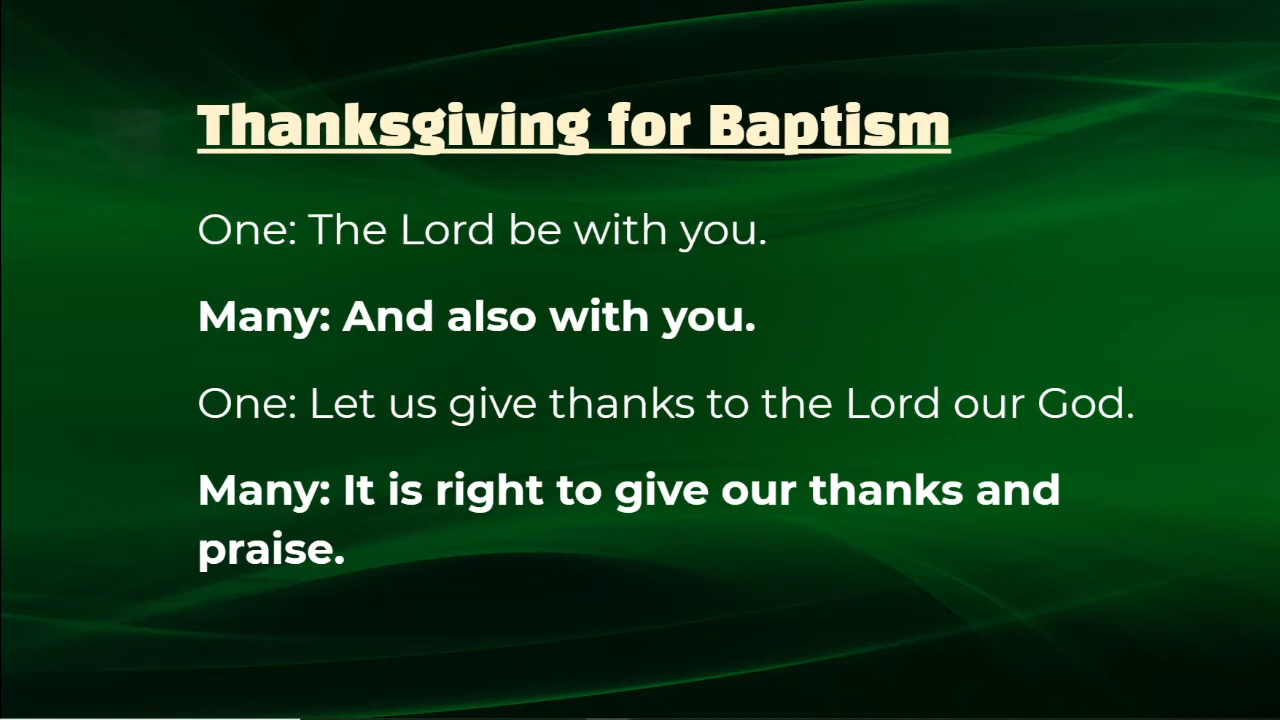 Thanksgiving for Baptism
One: The Lord be with you.
Many: And also with you.
One: Let us give thanks to the Lord our God.
Many: It is right to give our thanks and
praise.